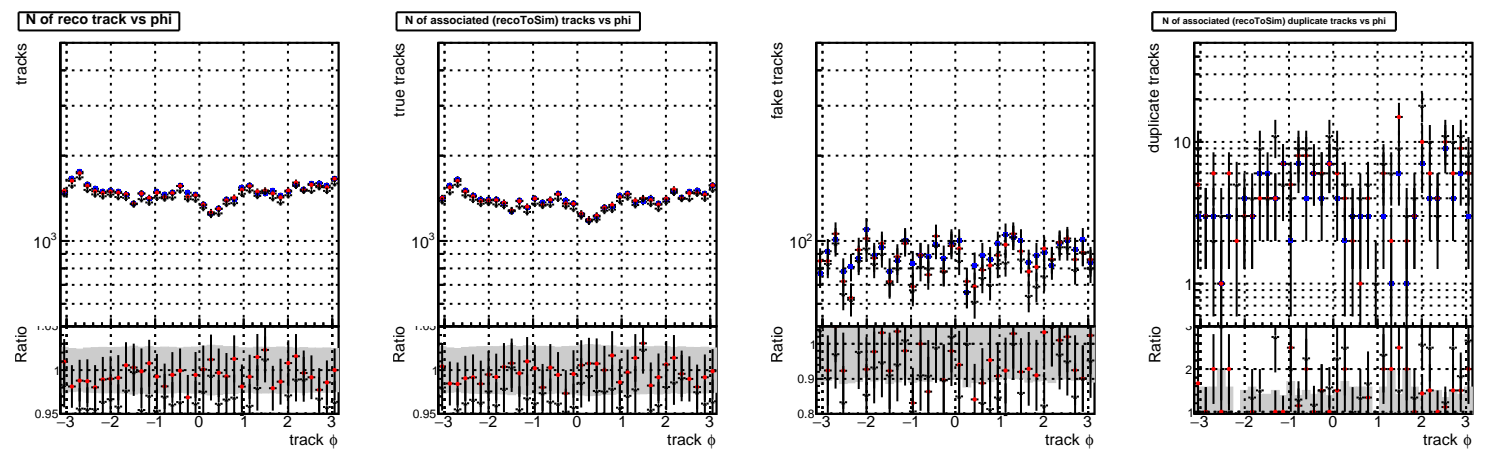 N of reco track vs phi
tracks
10³
Ratio
1
0.95
−3 −2 −1 0 1 2 3
track ϕ
N of associated (recoToSim) tracks vs phi
true tracks
10³
Ratio
1
0.95
−3 −2 −1 0 1 2 3
track ϕ
fake tracks
10²
Ratio
1
0.9
0.8
−3 −2 −1 0 1 2 3
track ϕ
N of associated (recoToSim) duplicate tracks vs phi
duplicate tracks
10
1
Ratio
3
2
1
−3 −2 −1 0 1 2 3
track ϕ